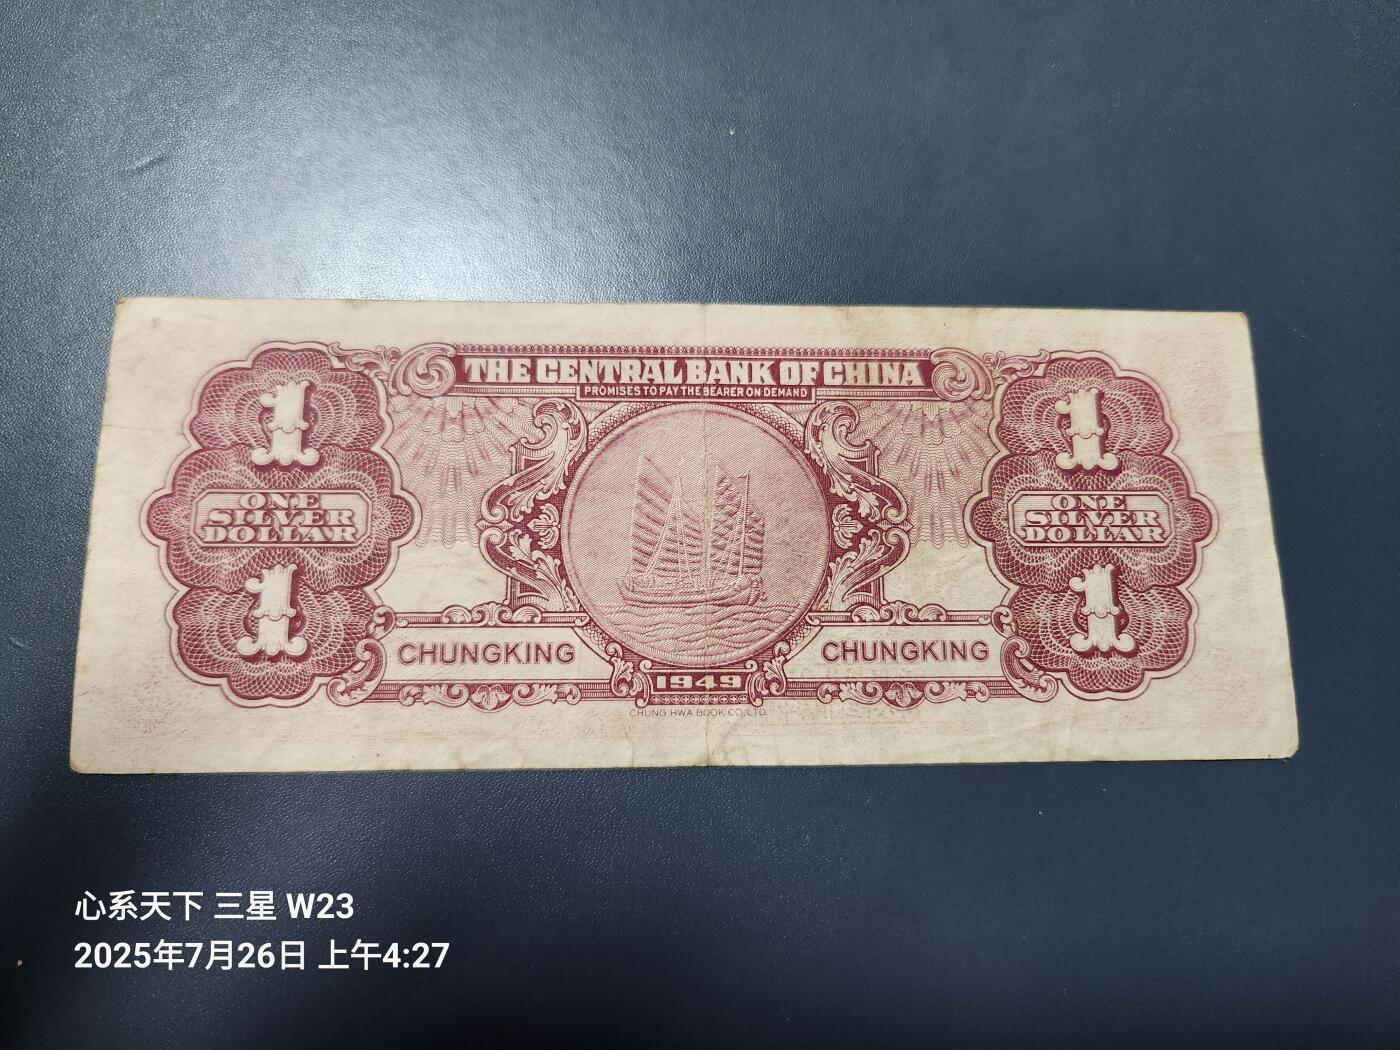 THE CENTRAL BANK OF CHINA
PROMISES TO PAY THE BEARER ON DEMAND
1
1
ONE
SILVER
DOLLAR
ONE
SILVER
DOLLAR
1
1
CHUNGKING
CHUNGKING
1949
CHUNG HWA BOOK CO., LTD.
心系天下 三星 W23
2025年7月26日 上午4:27